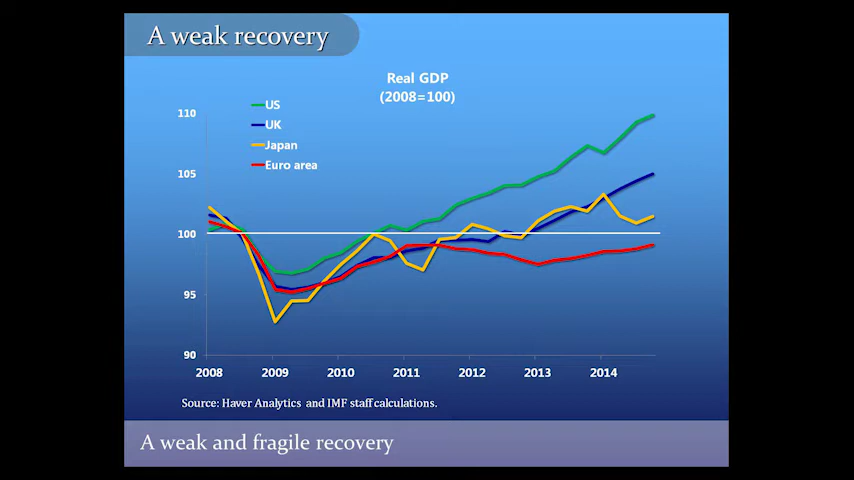 A weak recovery
Real GDP
(2008=100)
US
UK
Japan
Euro area
110
105
100
95
90
2008 2009 2010 2011 2012 2013 2014
Source: Haver Analytics and IMF staff calculations.
A weak and fragile recovery